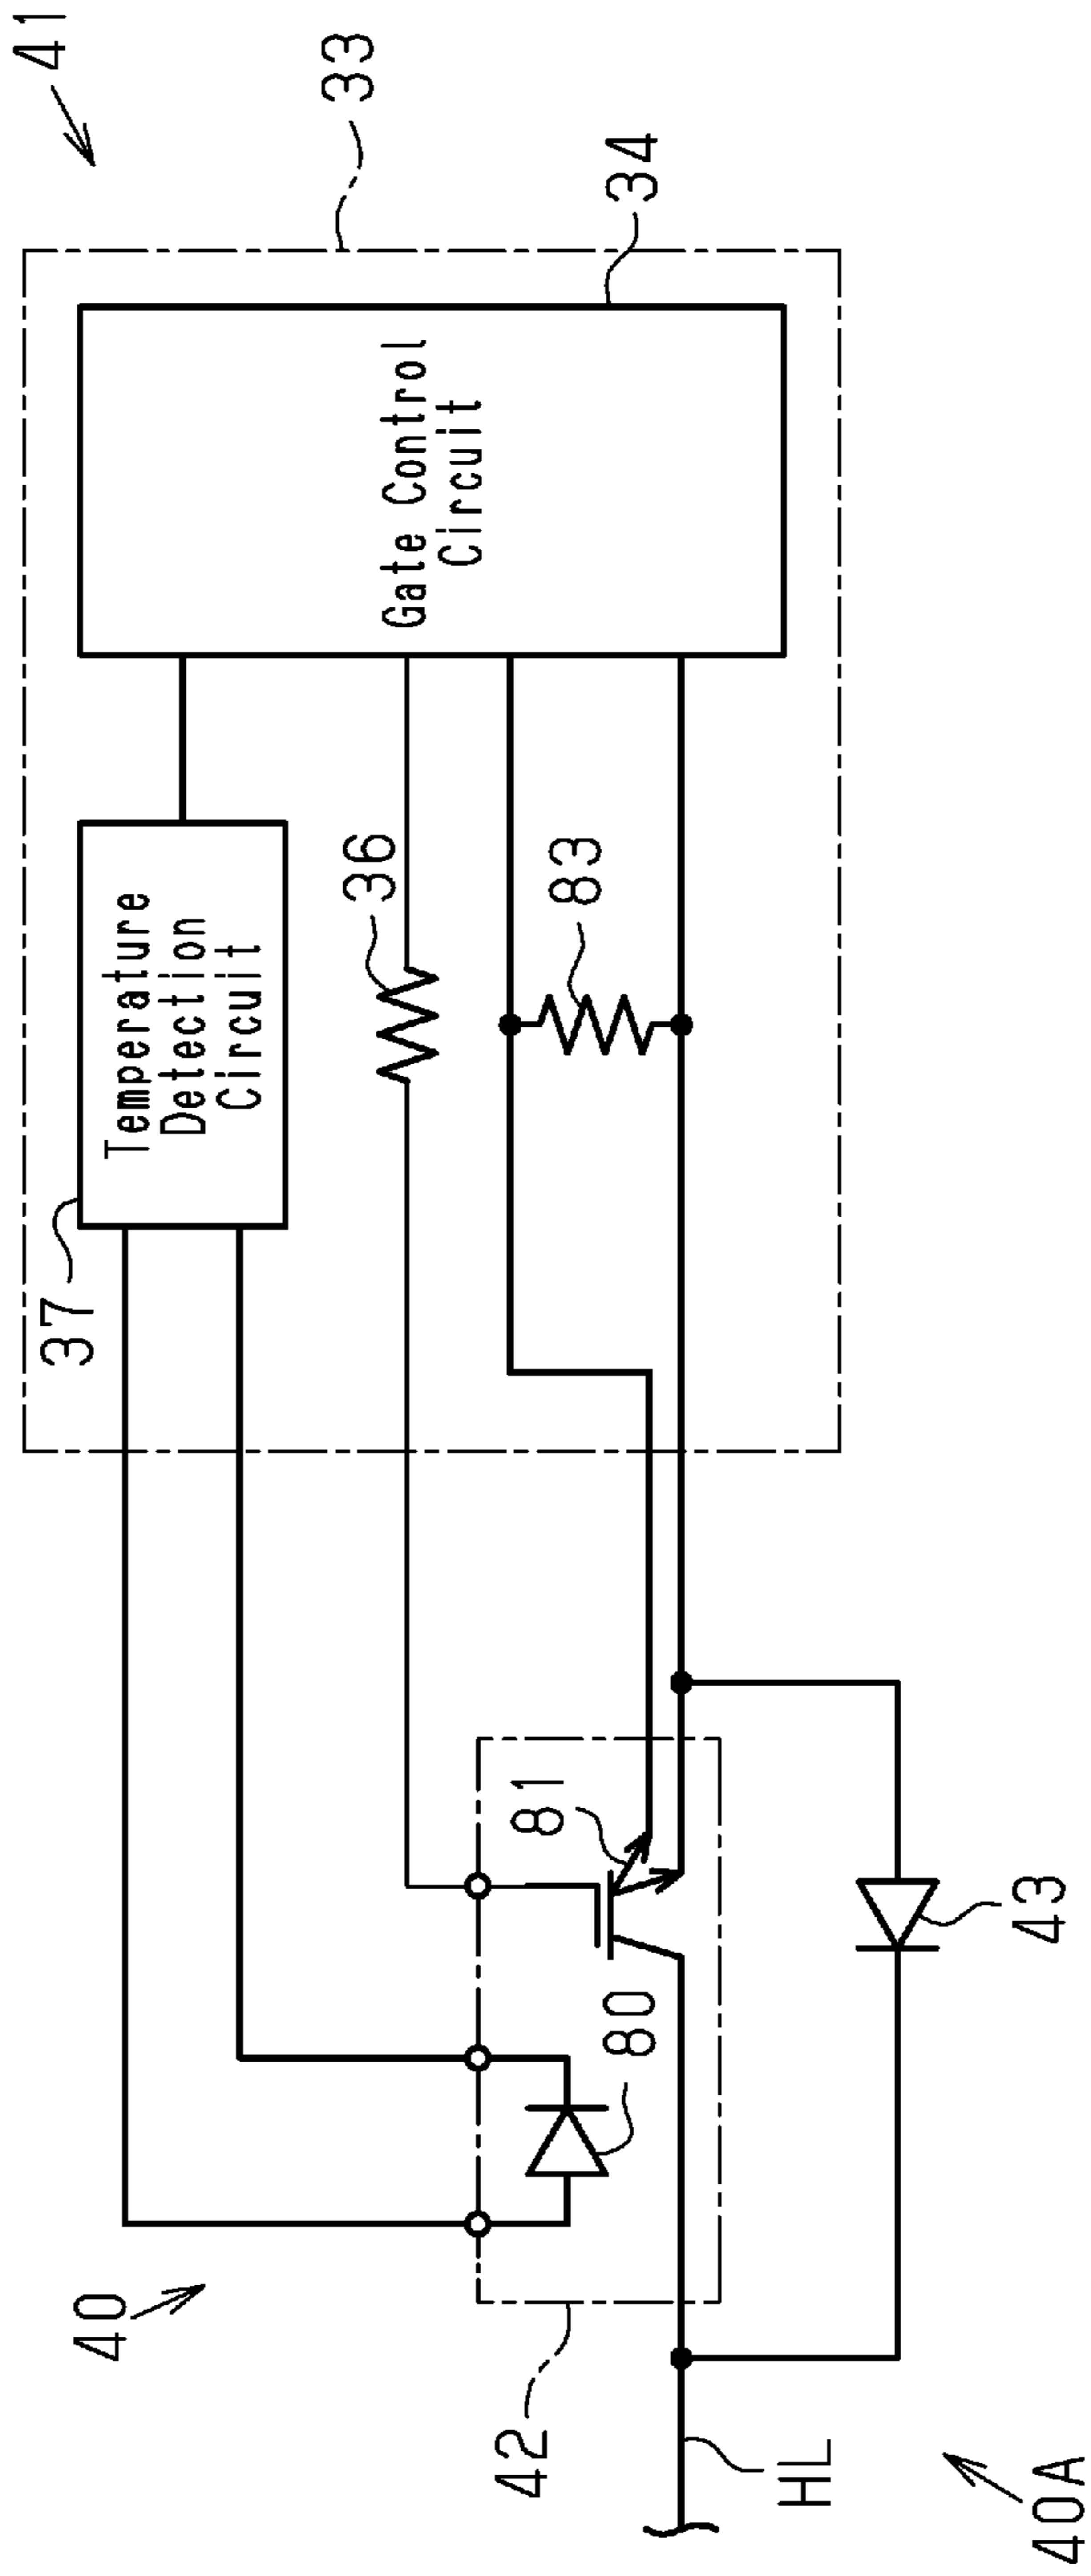 41
33
34
Gate Control
Circuit
37
Temperature
Detection
Circuit
36
83
40
42
81
80
43
HL
40A